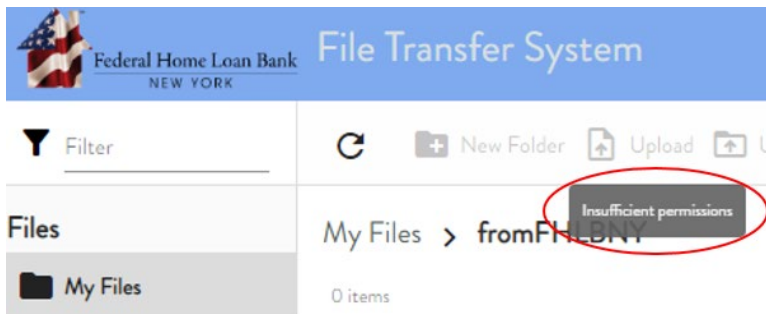 Federal Home Loan Bank
NEW YORK
File Transfer System
Filter
New Folder
Upload
U
Insufficient permissions
Files
My Files > fromFHLBNY
My Files
0 items